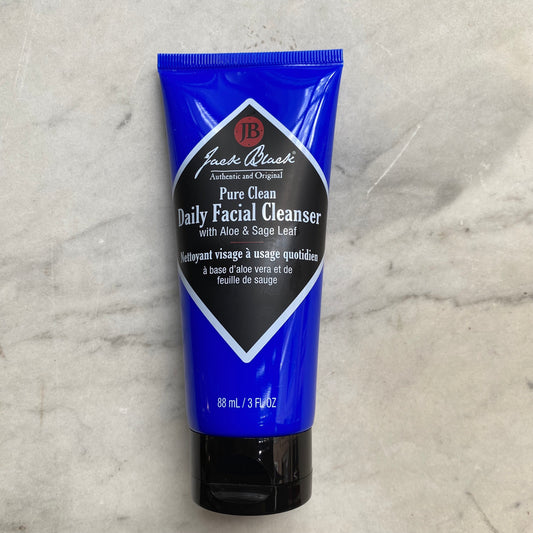 JB
Jack Black®
Authentic and Original
Pure Clean
Daily Facial Cleanser
with Aloe & Sage Leaf
Nettoyant visage à usage quotidien
à base d'aloe vera et de
feuille de sauge
88 mL / 3 FL OZ